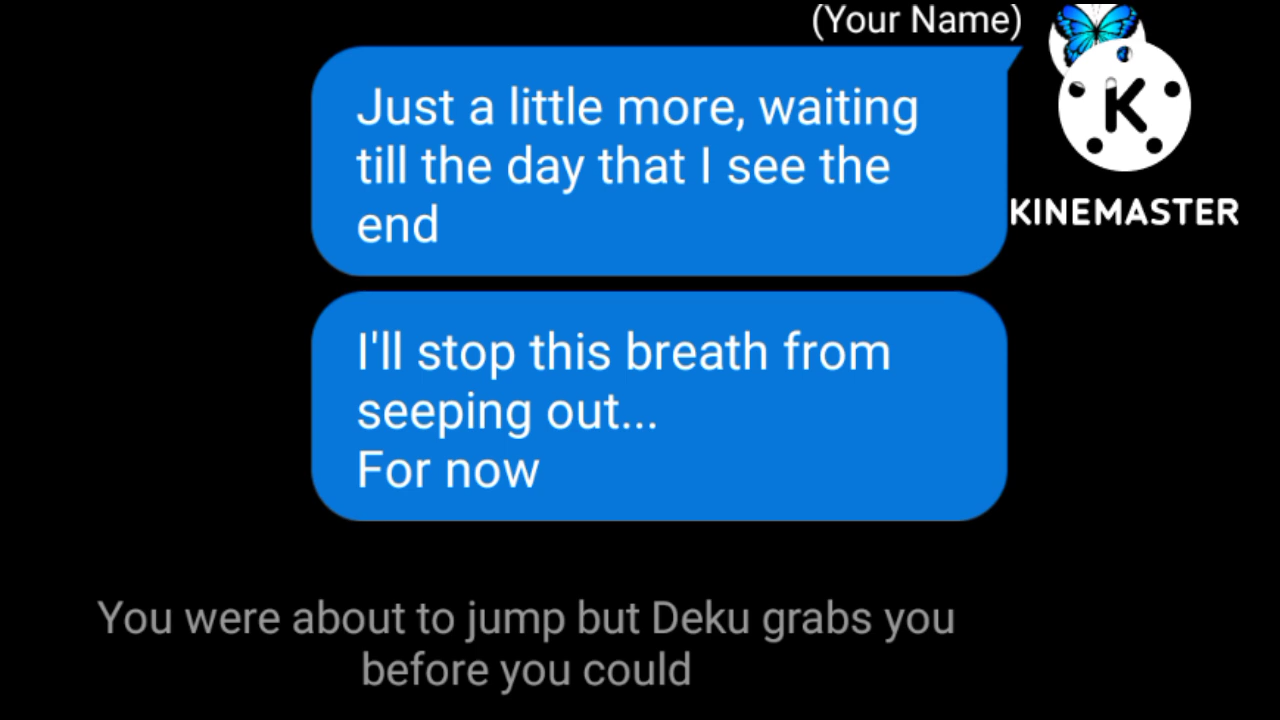 (Your Name)
Just a little more, waiting
till the day that I see the
end
K
KINEMASTER
I'll stop this breath from
seeping out...
For now
You were about to jump but Deku grabs you
before you could